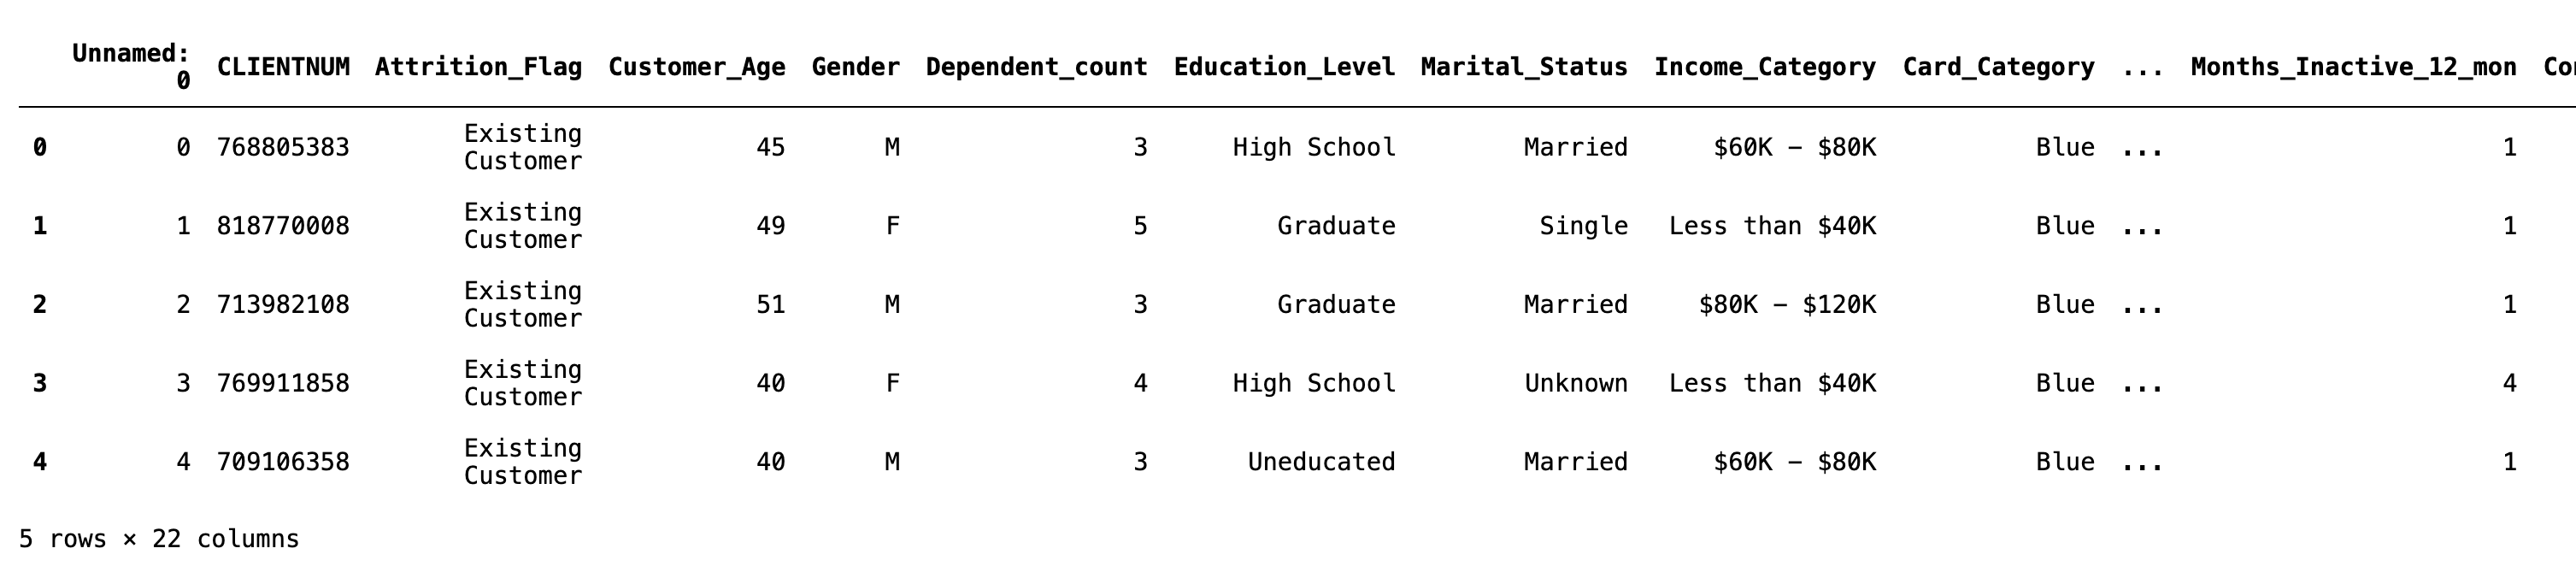 Unnamed: 0 CLIENTNUM Attrition_Flag Customer_Age Gender Dependent_count Education_Level Marital_Status Income_Category Card_Category ... Months_Inactive_12_mon
0 0 768805383 Existing Customer 45 M 3 High School Married $60K - $80K Blue ... 1
1 1 818770008 Existing Customer 49 F 5 Graduate Single Less than $40K Blue ... 1
2 2 713982108 Existing Customer 51 M 3 Graduate Married $80K - $120K Blue ... 1
3 3 769911858 Existing Customer 40 F 4 High School Unknown Less than $40K Blue ... 4
4 4 709106358 Existing Customer 40 M 3 Uneducated Married $60K - $80K Blue ... 1
5 rows × 22 columns